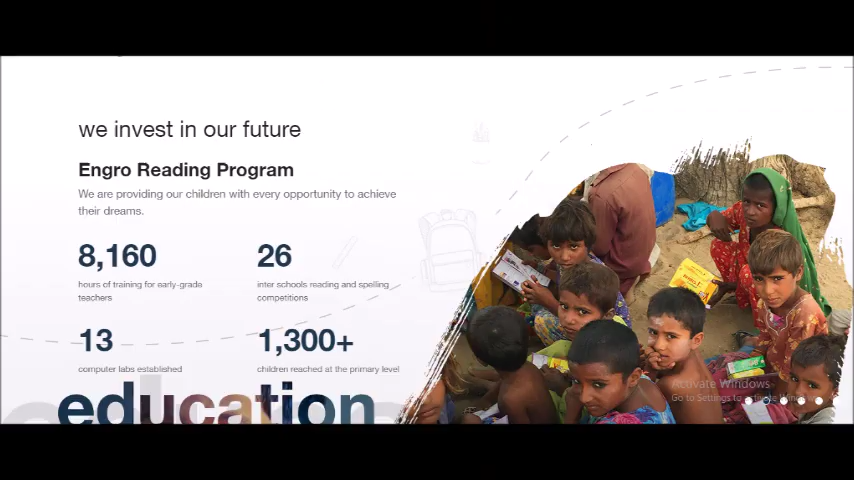 we invest in our future
Engro Reading Program
We are providing our children with every opportunity to achieve
their dreams.
8,160
hours of training for early-grade
teachers
26
inter schools reading and spelling
competitions
13
computer labs established
1,300+
children reached at the primary level
education
Activate Windows
Go to Settings to activate Windows.